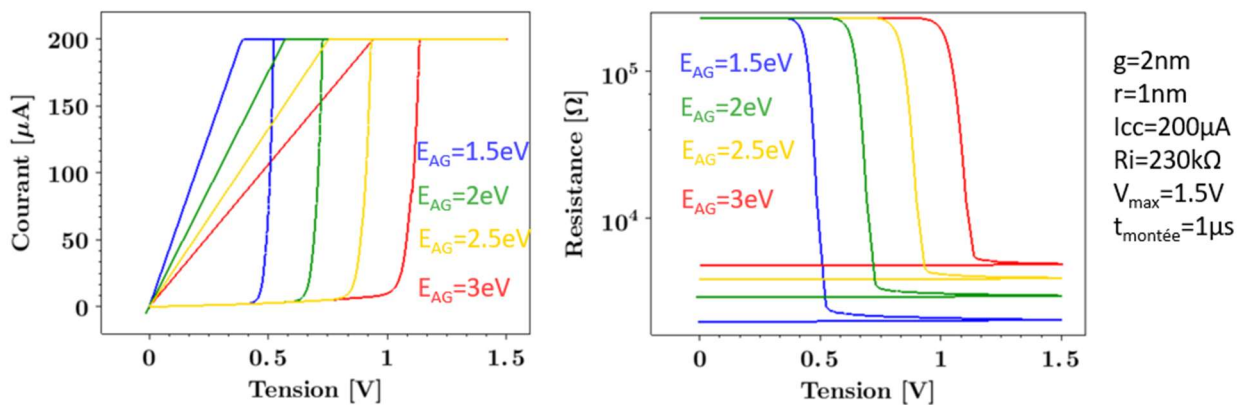 200
150
100
50
0
Courant [μA]
0
0.5
1
1.5
Tension [V]
E_AG=1.5eV
E_AG=2eV
E_AG=2.5eV
E_AG=3eV
10^5
10^4
Resistance [Ω]
0
0.5
1
1.5
Tension [V]
E_AG=1.5eV
E_AG=2eV
E_AG=2.5eV
E_AG=3eV
g=2nm
r=1nm
Icc=200μA
Ri=230kΩ
V_max=1.5V
t_montée=1μs